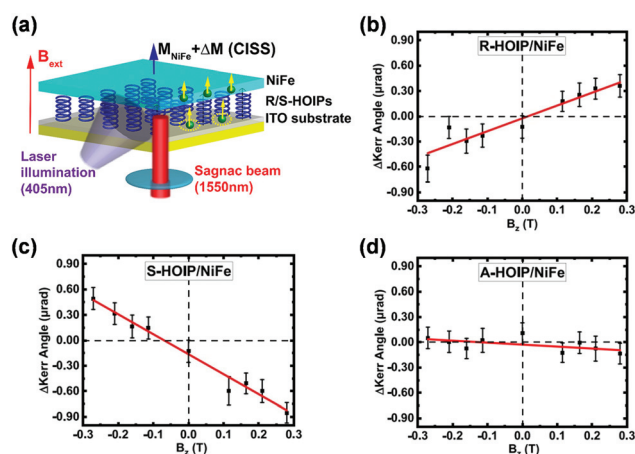 (a)
B_ext
M_NiFe+ΔM (CISS)
NiFe
R/S-HOIPs
ITO substrate
Laser
illumination
(405nm)
Sagnac beam
(1550nm)
(b)
R-HOIP/NiFe
ΔKerr Angle (μrad)
0.90
0.60
0.30
0.00
-0.30
-0.60
-0.90
-0.3 -0.2 -0.1 0.0 0.1 0.2 0.3
B_z (T)
(c)
S-HOIP/NiFe
ΔKerr Angle (μrad)
0.90
0.60
0.30
0.00
-0.30
-0.60
-0.90
-0.3 -0.2 -0.1 0.0 0.1 0.2 0.3
B_z (T)
(d)
A-HOIP/NiFe
ΔKerr Angle (μrad)
0.90
0.60
0.30
0.00
-0.30
-0.60
-0.90
-0.3 -0.2 -0.1 0.0 0.1 0.2 0.3
B_z (T)